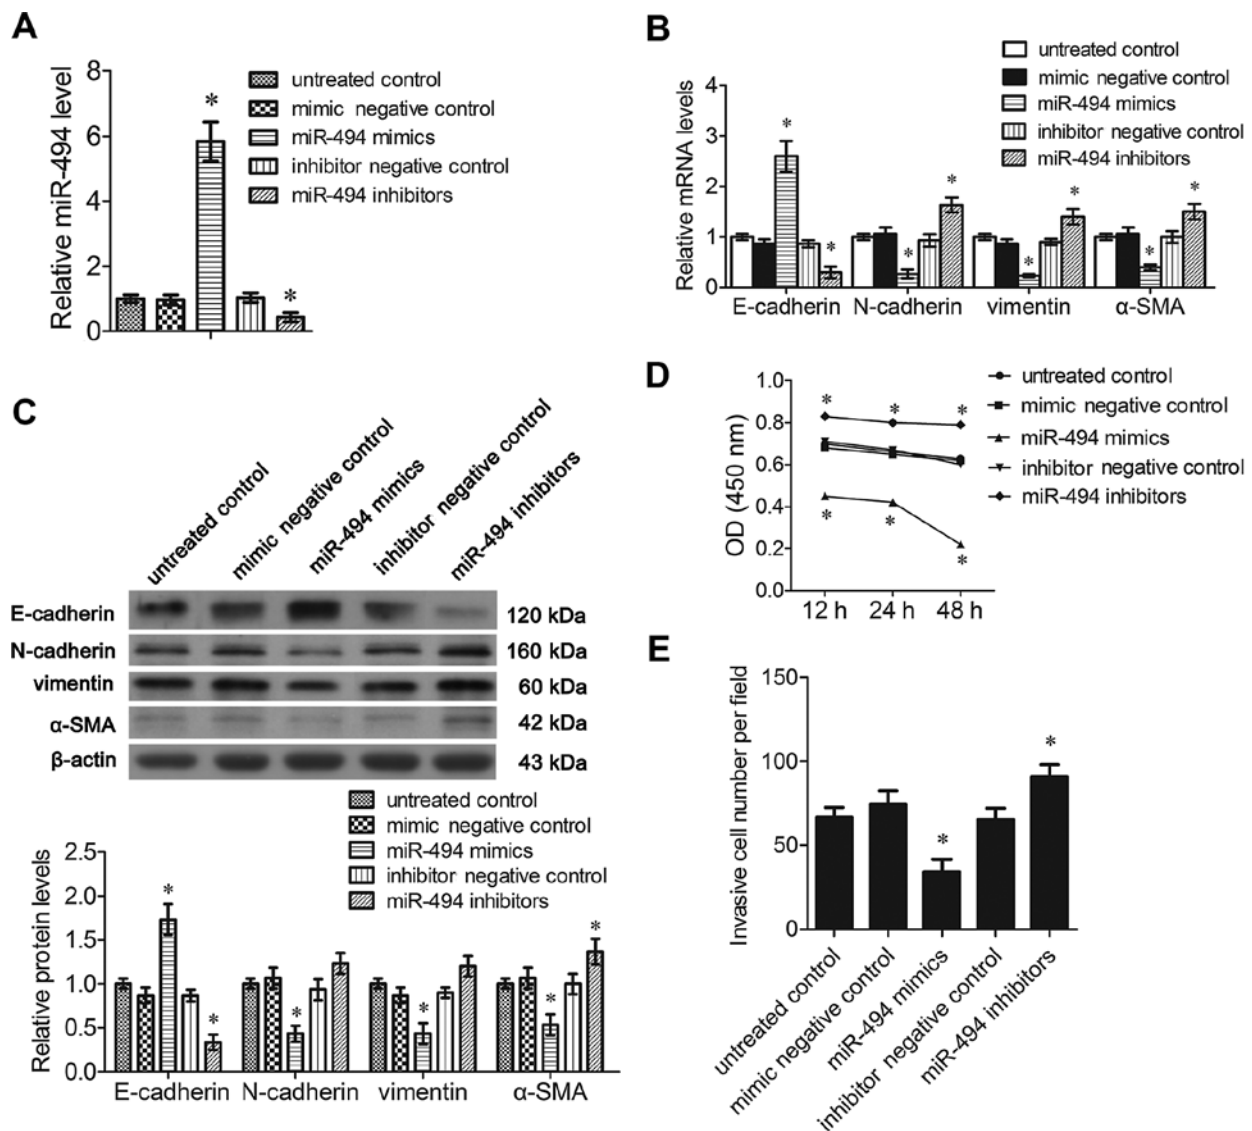 A
Relative miR-494 level
8
6
4
2
0
*
*
untreated control
mimic negative control
miR-494 mimics
inhibitor negative control
miR-494 inhibitors
B
Relative mRNA levels
4
3
2
1
0
untreated control
mimic negative control
miR-494 mimics
inhibitor negative control
miR-494 inhibitors
* * * * * * * *
E-cadherin N-cadherin vimentin α-SMA
C
untreated control
mimic negative control
miR-494 mimics
inhibitor negative control
miR-494 inhibitors
E-cadherin 120 kDa
N-cadherin 160 kDa
vimentin 60 kDa
α-SMA 42 kDa
β-actin 43 kDa
untreated control
mimic negative control
miR-494 mimics
inhibitor negative control
miR-494 inhibitors
Relative protein levels
2.5
2.0
1.5
1.0
0.5
0.0
* * * * * *
E-cadherin N-cadherin vimentin α-SMA
D
OD (450 nm)
1.0
0.8
0.6
0.4
0.2
0.0
* * *
* * *
12 h 24 h 48 h
untreated control
mimic negative control
miR-494 mimics
inhibitor negative control
miR-494 inhibitors
E
Invasive cell number per field
150
100
50
0
* *
untreated control
mimic negative control
miR-494 mimics
inhibitor negative control
miR-494 inhibitors